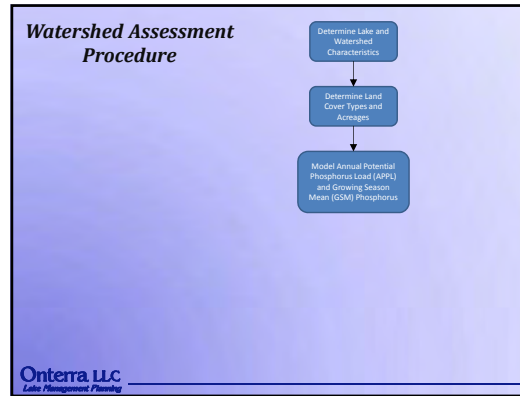 Watershed Assessment
Procedure
Determine Lake and
Watershed
Characteristics
Determine Land
Cover Types and
Acreages
Model Annual Potential
Phosphorus Load (APPL)
and Growing Season
Mean (GSM) Phosphorus
Onterra LLC
Lake Management Planning